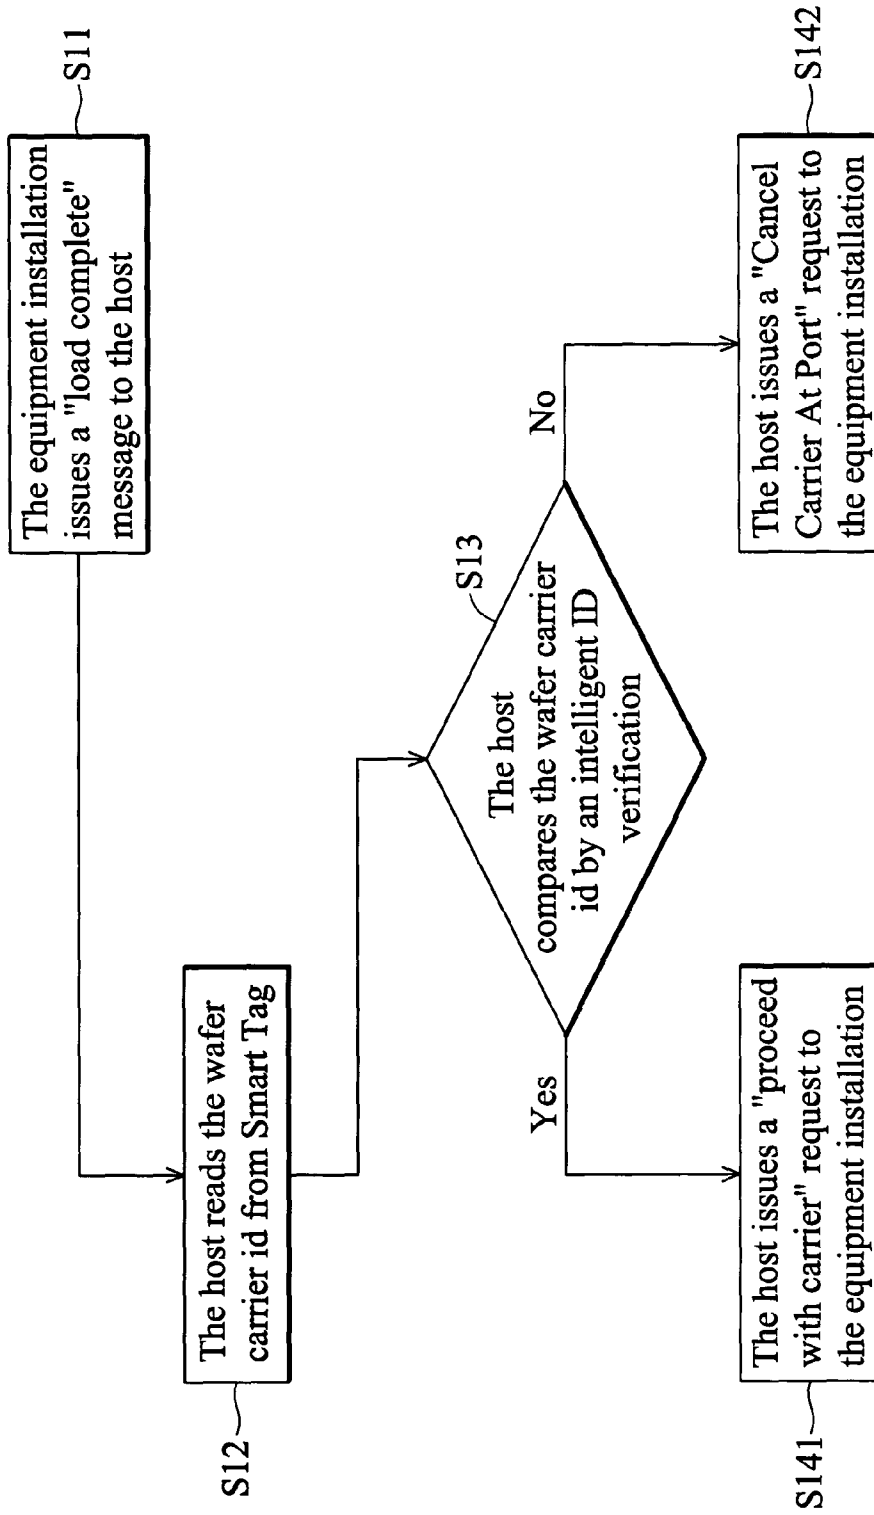 The equipment installation
issues a "load complete"
message to the host
S11
The host reads the wafer
carrier id from Smart Tag
S12
S13
The host
compares the wafer carrier
id by an intelligent ID
verification
Yes
No
The host issues a "proceed
with carrier" request to
the equipment installation
S141
The host issues a "Cancel
Carrier At Port" request to
the equipment installation
S142